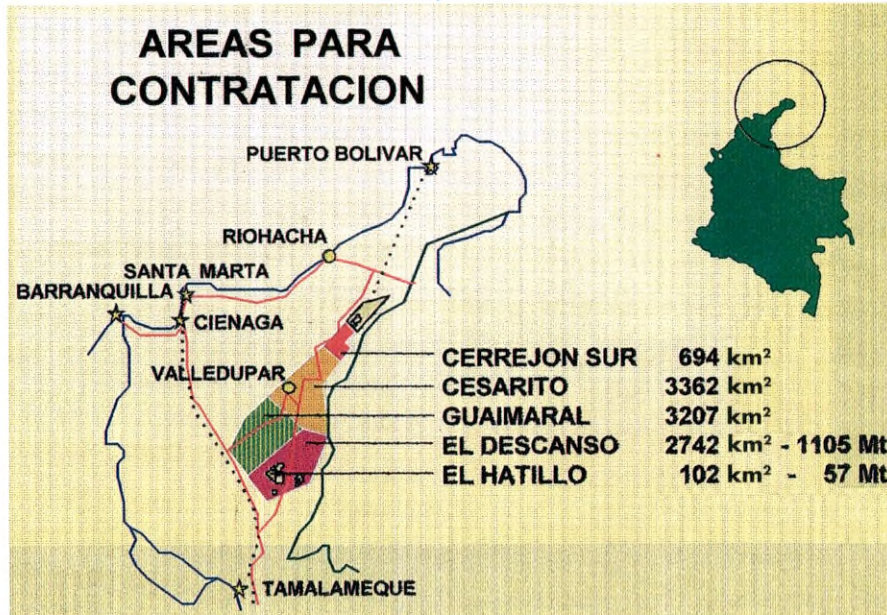 AREAS PARA
CONTRATACION
PUERTO BOLIVAR
RIOHACHA
SANTA MARTA
BARRANQUILLA
CIENAGA
VALLEDUPAR
CERREJON SUR 694 km²
CESARITO 3362 km²
GUAIMARAL 3207 km²
EL DESCANSO 2742 km² - 1105 Mt
EL HATILLO 102 km² - 57 Mt
TAMALAMEQUE